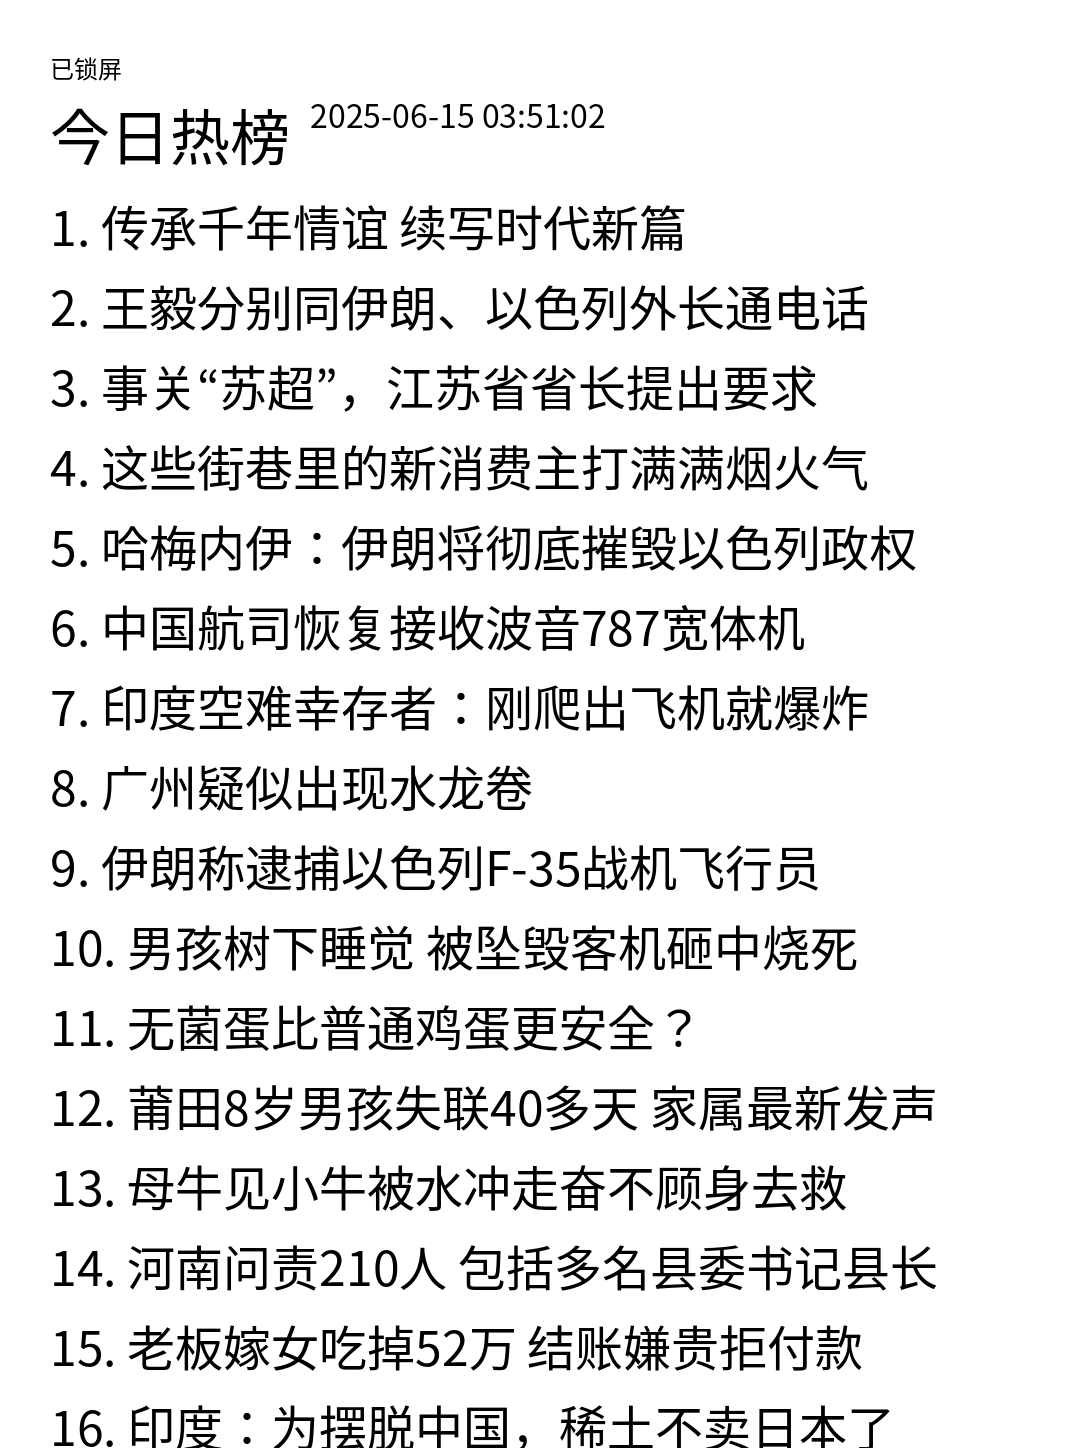 已锁屏
今日热榜 2025-06-15 03:51:02
1. 传承千年情谊 续写时代新篇
2. 王毅分别同伊朗、以色列外长通电话
3. 事关“苏超”，江苏省省长提出要求
4. 这些街巷里的新消费主打满满烟火气
5. 哈梅内伊：伊朗将彻底摧毁以色列政权
6. 中国航司恢复接收波音787宽体机
7. 印度空难幸存者：刚爬出飞机就爆炸
8. 广州疑似出现水龙卷
9. 伊朗称逮捕以色列F-35战机飞行员
10. 男孩树下睡觉 被坠毁客机砸中烧死
11. 无菌蛋比普通鸡蛋更安全？
12. 莆田8岁男孩失联40多天 家属最新发声
13. 母牛见小牛被水冲走奋不顾身去救
14. 河南问责210人 包括多名县委书记县长
15. 老板嫁女吃掉52万 结账嫌贵拒付款
16. 印度：为摆脱中国，稀土不卖日本了